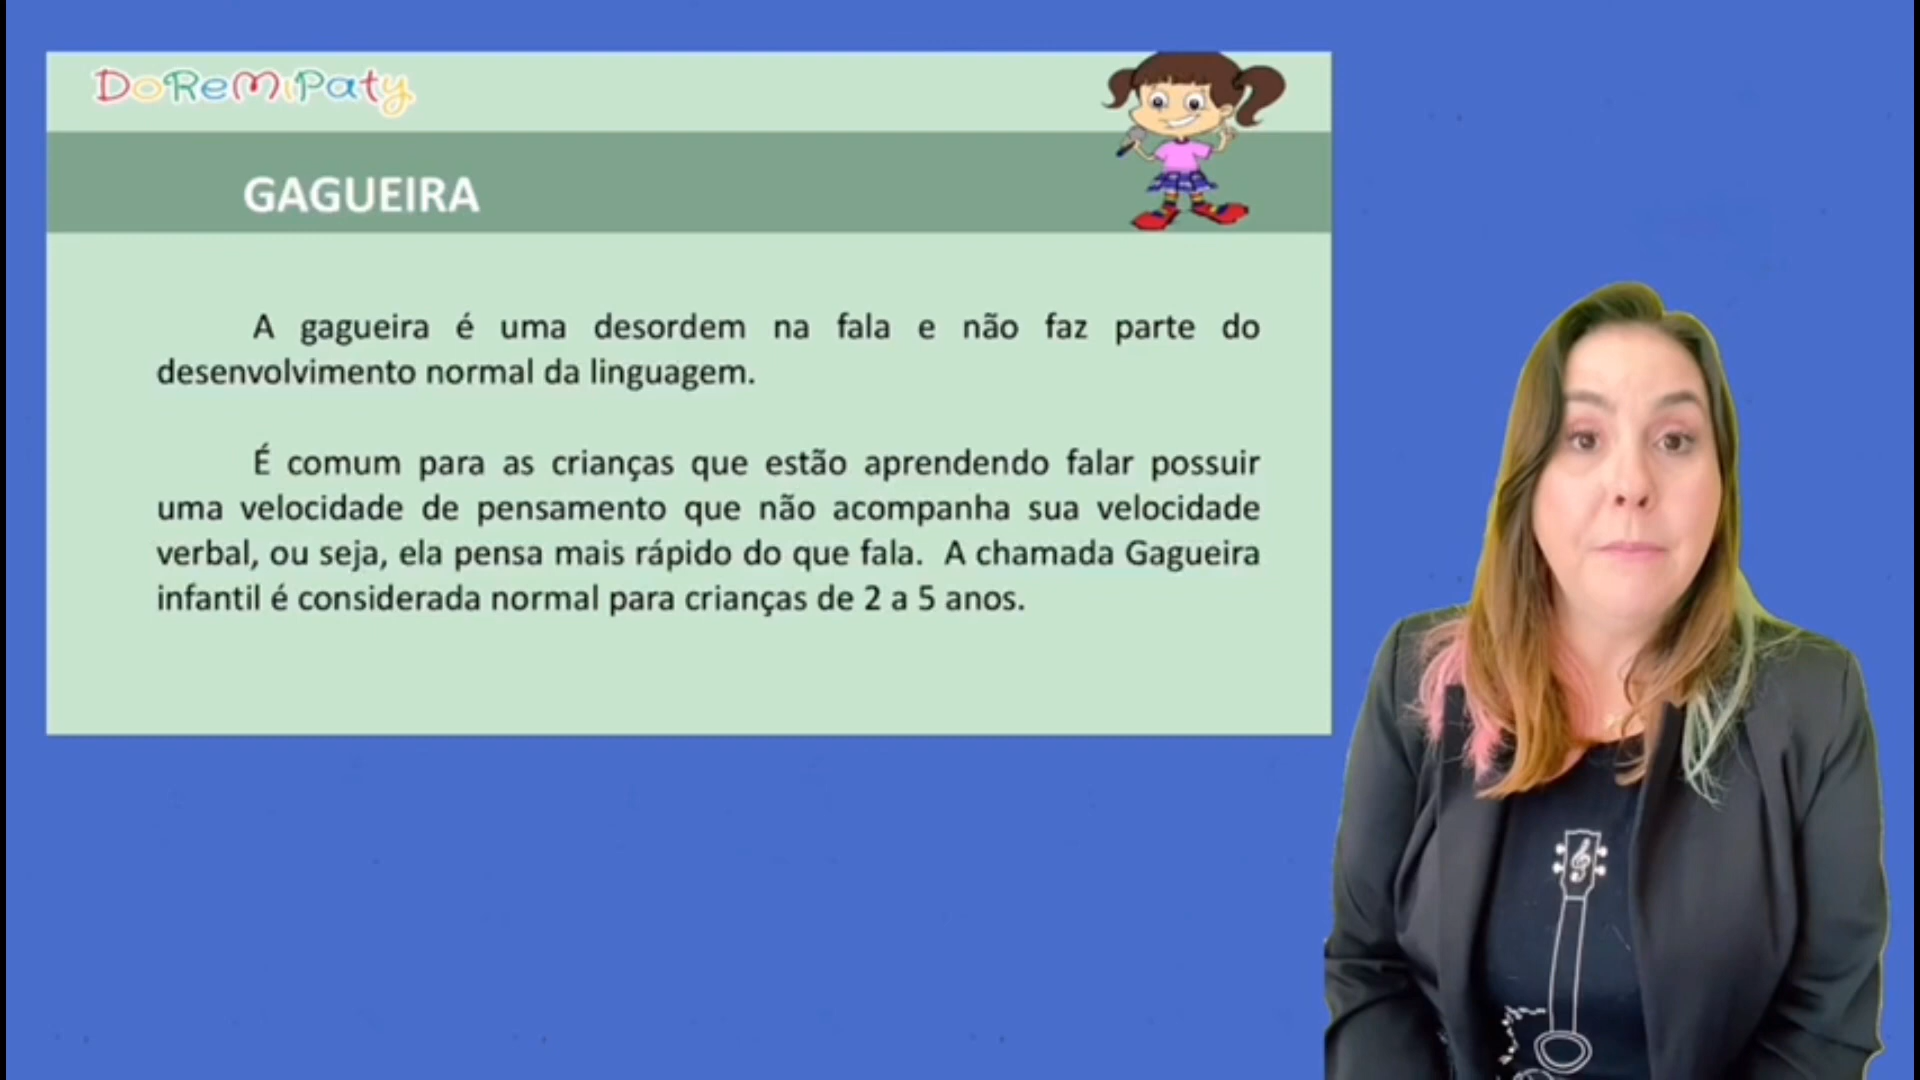 DoReMiPaty
GAGUEIRA
A gagueira é uma desordem na fala e não faz parte do
desenvolvimento normal da linguagem.
É comum para as crianças que estão aprendendo falar possuir
uma velocidade de pensamento que não acompanha sua velocidade
verbal, ou seja, ela pensa mais rápido do que fala. A chamada Gagueira
infantil é considerada normal para crianças de 2 a 5 anos.